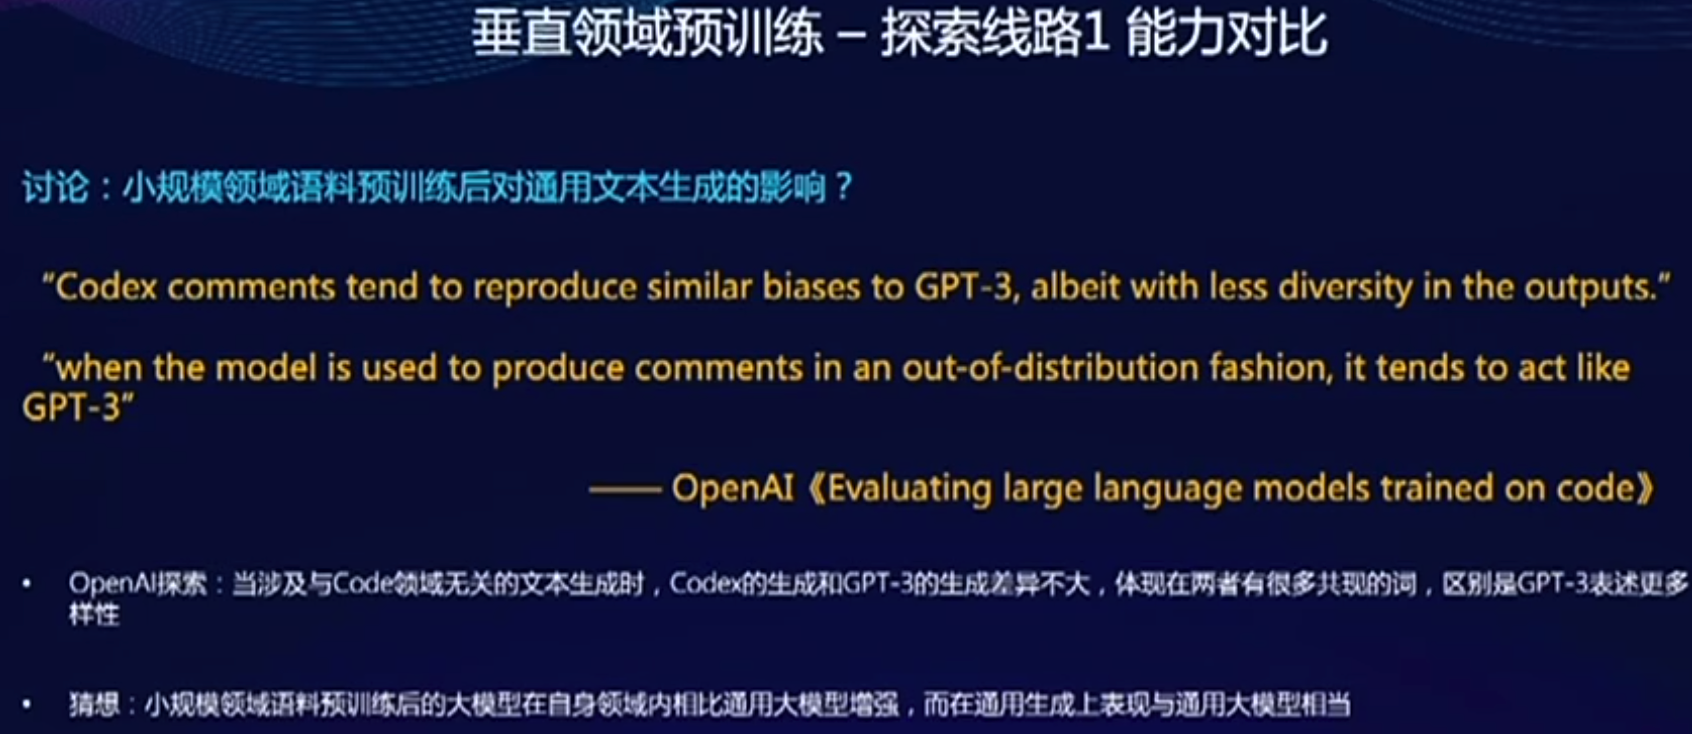 垂直领域预训练 – 探索线路1 能力对比
讨论：小规模领域语料预训练后对通用文本生成的影响？
“Codex comments tend to reproduce similar biases to GPT-3, albeit with less diversity in the outputs.”
“when the model is used to produce comments in an out-of-distribution fashion, it tends to act like
GPT-3”
—— OpenAI《Evaluating large language models trained on code》
• OpenAI探索：当涉及与Code领域无关的文本生成时，Codex的生成和GPT-3的生成差异不大，体现在两者有很多共现的词，区别是GPT-3表述更多
样性
• 猜想：小规模领域语料预训练后的大模型在自身领域内相比通用大模型增强，而在通用生成上表现与通用大模型相当